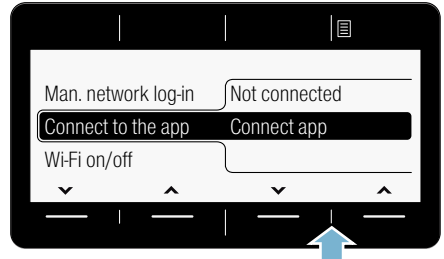 Man. network log-in Not connected
Connect to the app Connect app
Wi-Fi on/off